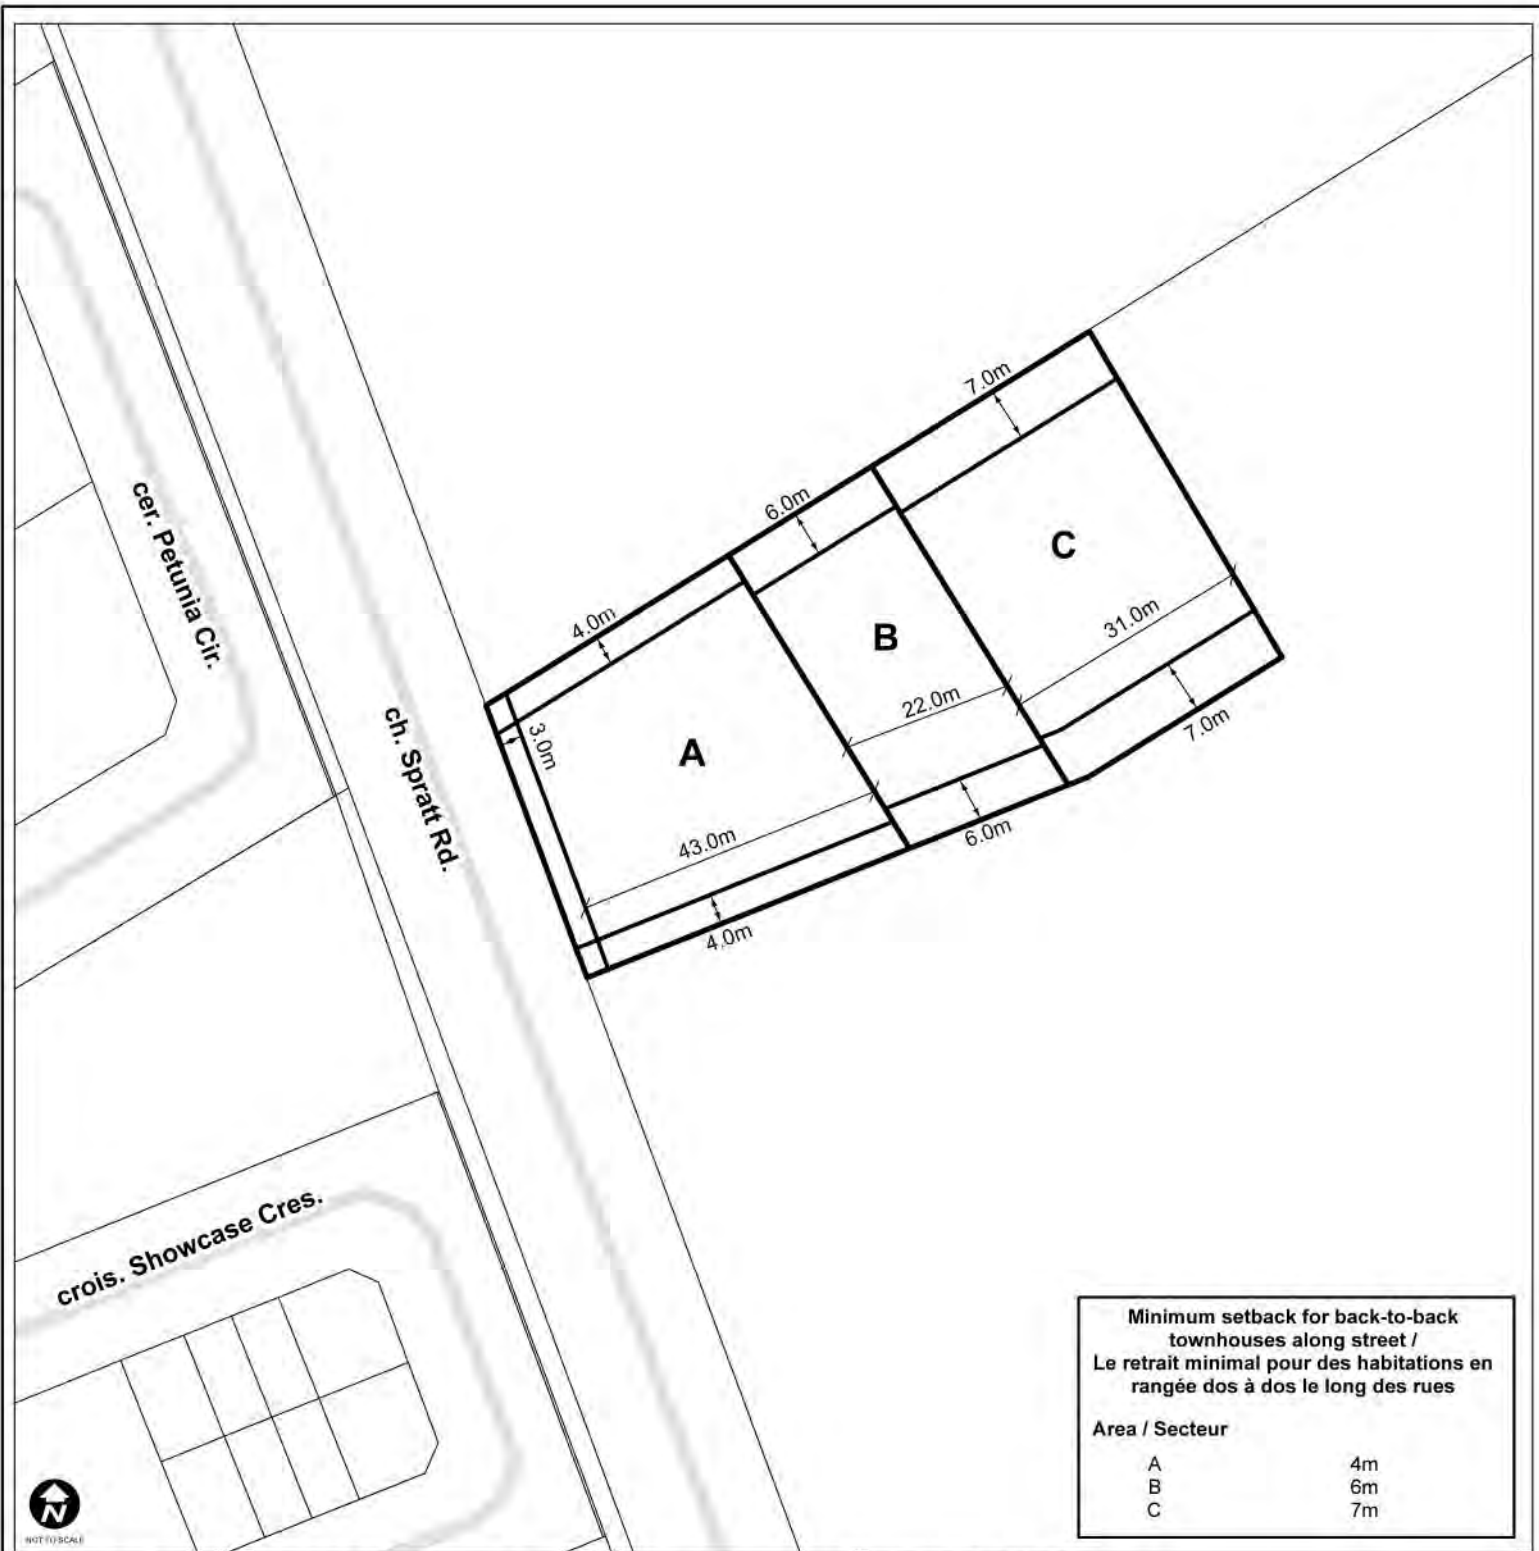 7.0m
6.0m
4.0m
C
31.0m
B
22.0m
7.0m
3.0m
A
43.0m
6.0m
4.0m
cer. Petunia Cir.
ch. Spratt Rd.
crois. Showcase Cres.
Minimum setback for back-to-back
townhouses along street /
Le retrait minimal pour des habitations en
rangée dos à dos le long des rues
Area / Secteur
A 4m
B 6m
C 7m
N
NOT TO SCALE